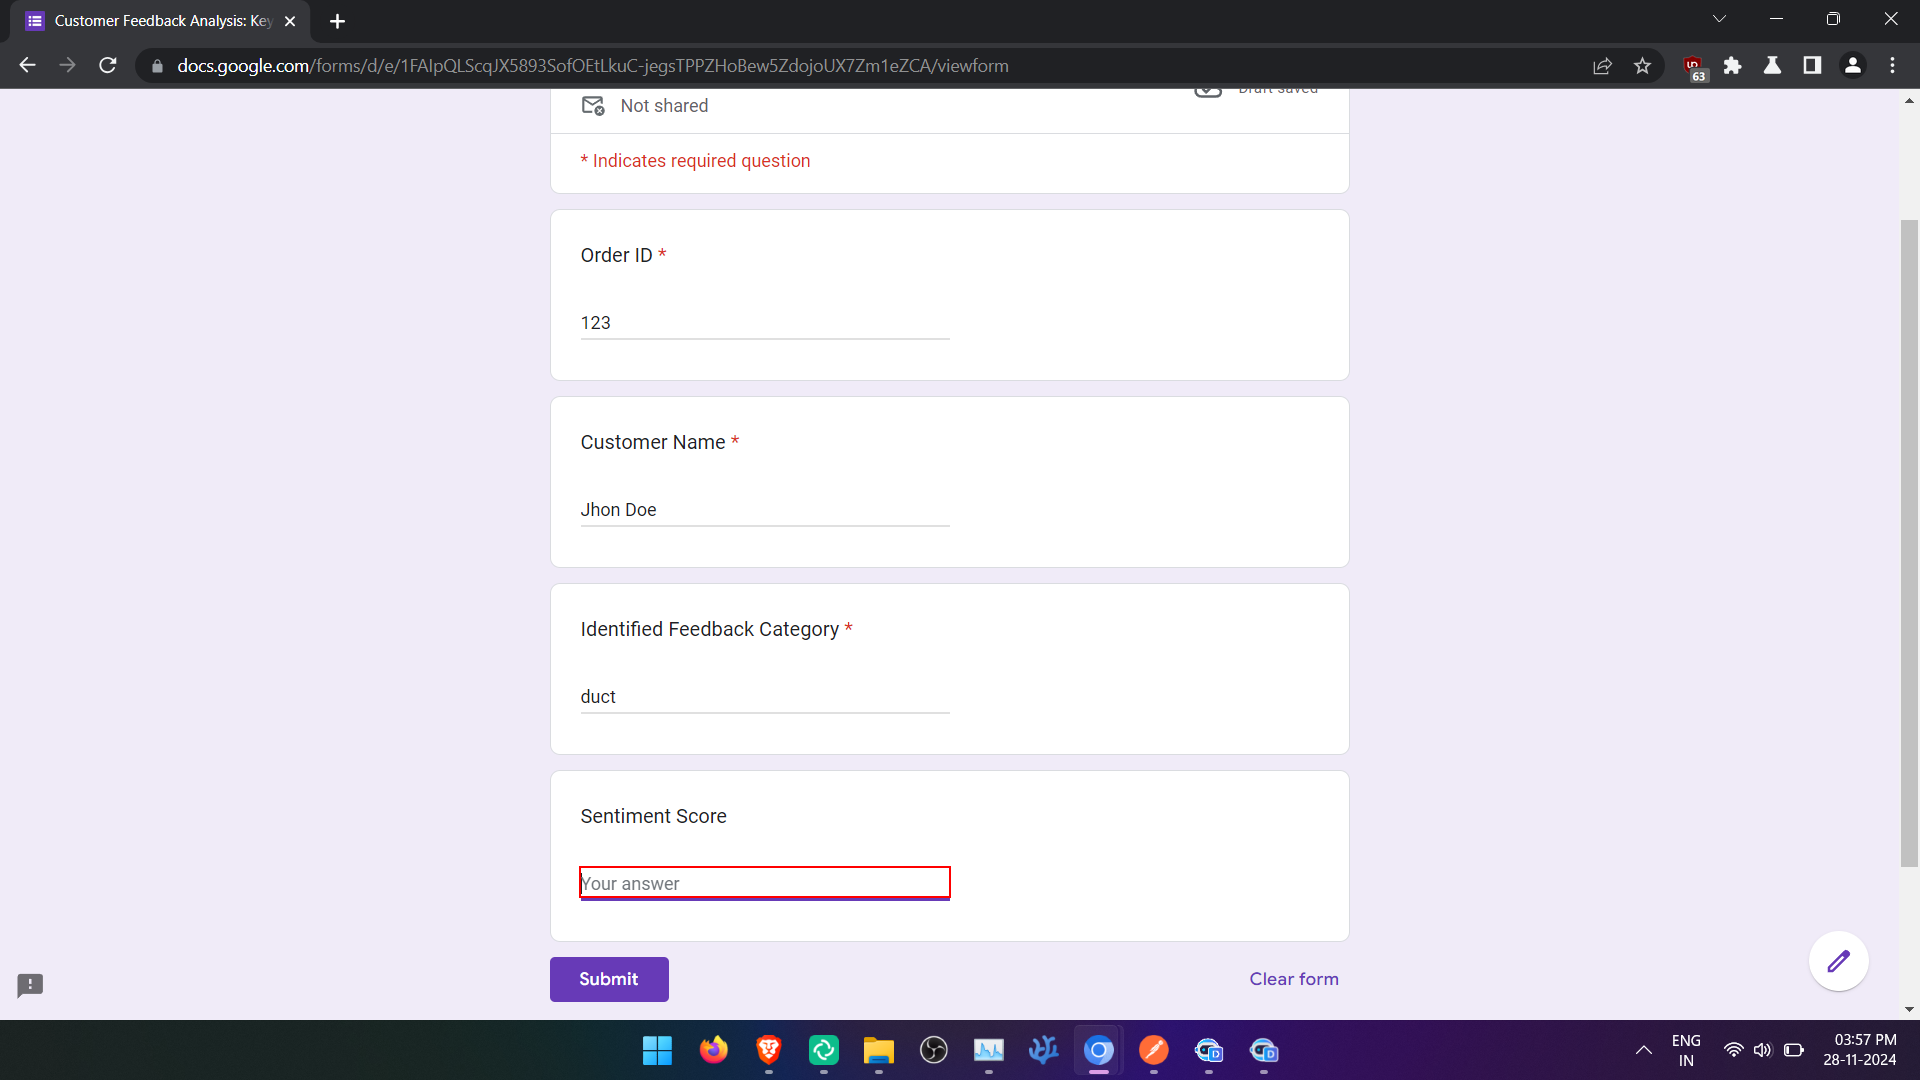 Customer Feedback Analysis: Key
docs.google.com/forms/d/e/1FAIpQLScqJX5893SofOEtLkuC-jegsTPPZHoBew5ZdojoUX7Zm1eZCA/viewform
63
Not shared
Draft saved
* Indicates required question
Order ID *
123
Customer Name *
Jhon Doe
Identified Feedback Category *
duct
Sentiment Score
Your answer
Submit
Clear form
ENG
IN
03:57 PM
28-11-2024